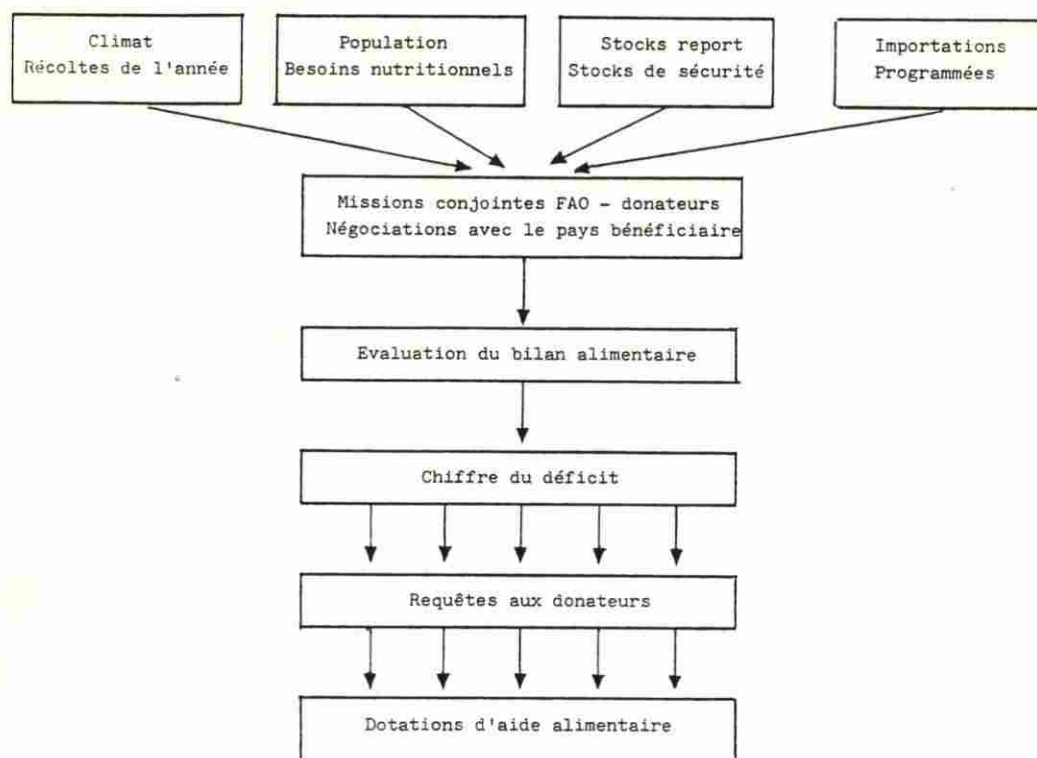 Climat
Récoltes de l'année
Population
Besoins nutritionnels
Stocks report
Stocks de sécurité
Importations
Programmées
Missions conjointes FAO - donateurs
Négociations avec le pays bénéficiaire
Evaluation du bilan alimentaire
Chiffre du déficit
Requêtes aux donateurs
Dotations d'aide alimentaire